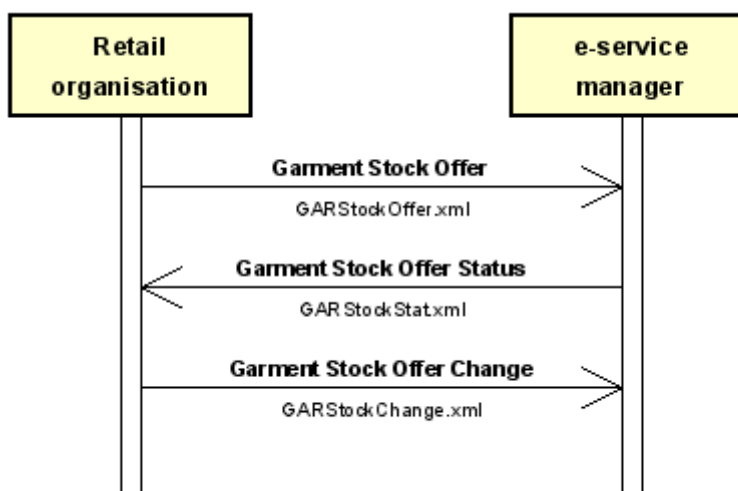 Retail
organisation
e-service
manager
Garment Stock Offer
GARStockOffer.xml
Garment Stock Offer Status
GARStockStat.xml
Garment Stock Offer Change
GARStockChange.xml